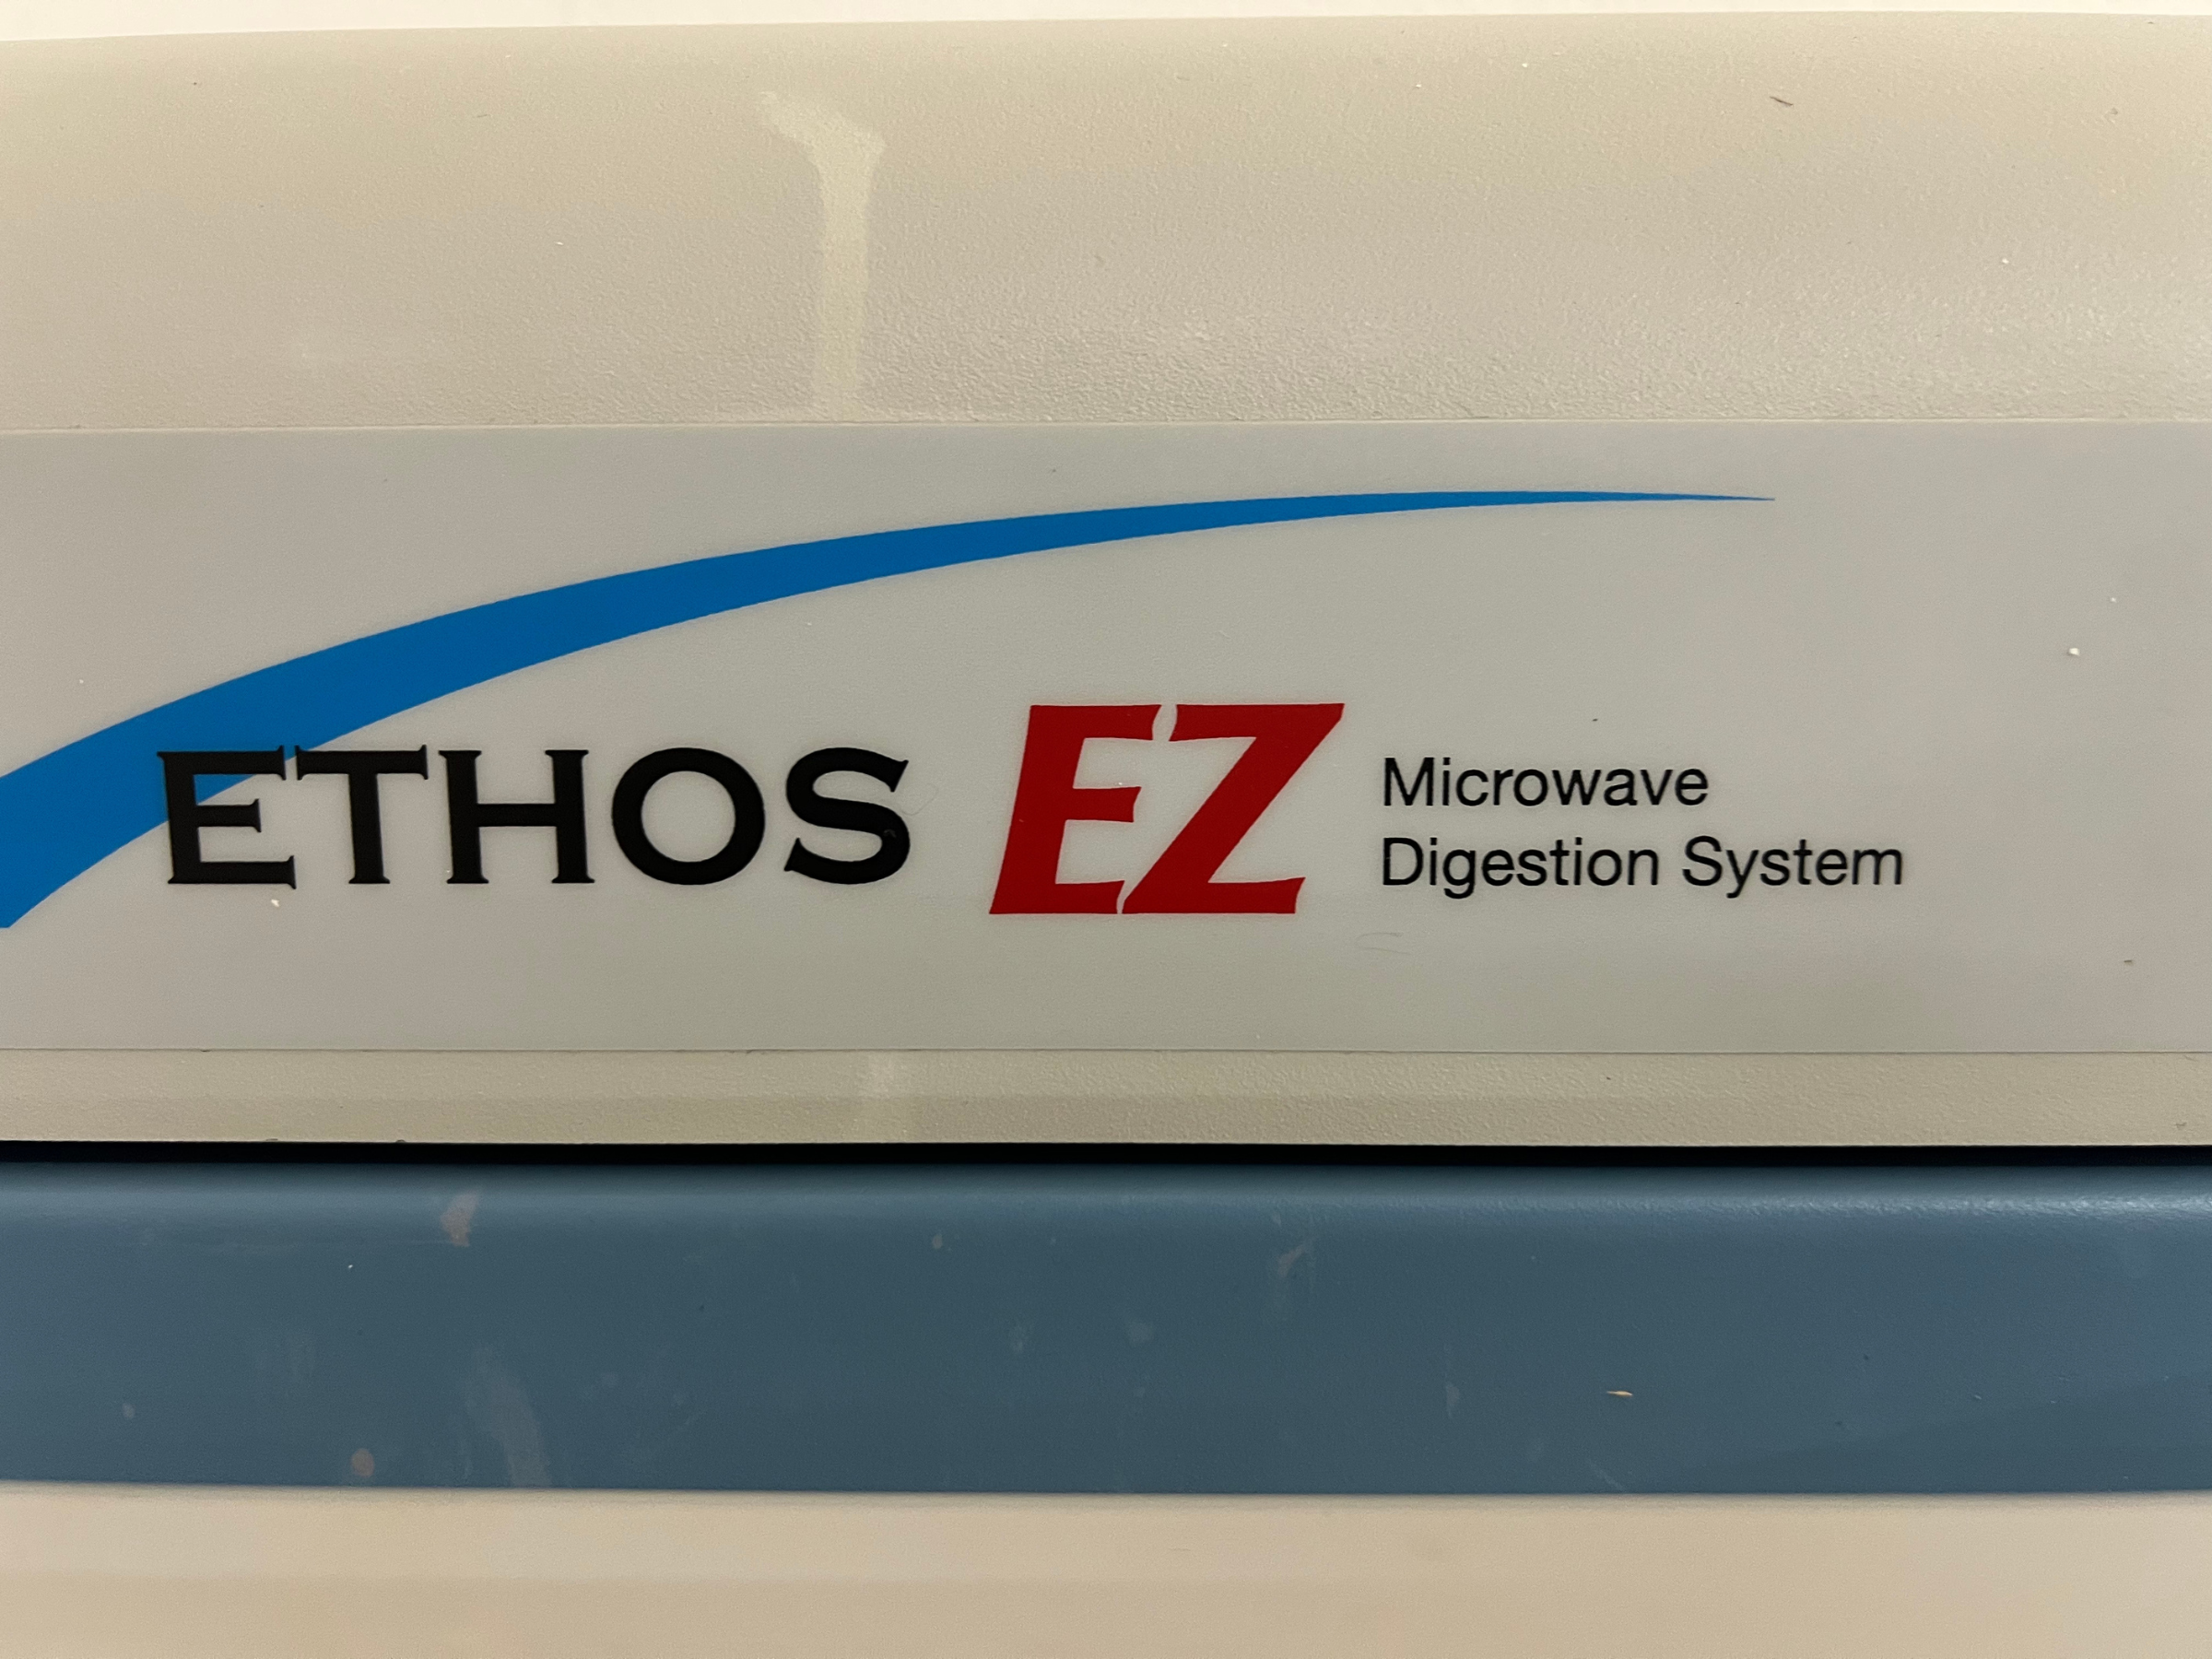 ETHOS EZ Microwave
Digestion System